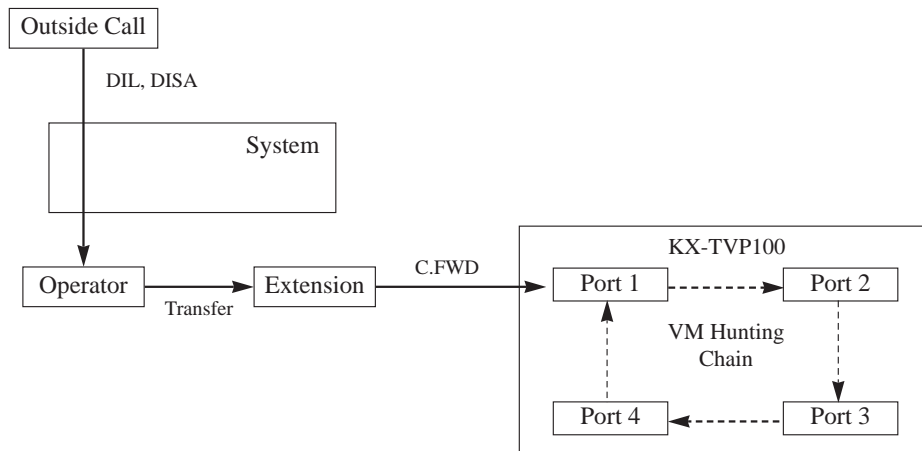 Outside Call
DIL, DISA
System
KX-TVP100
C.FWD
Operator
Transfer
Extension
Port 1
Port 2
VM Hunting
Chain
Port 4
Port 3